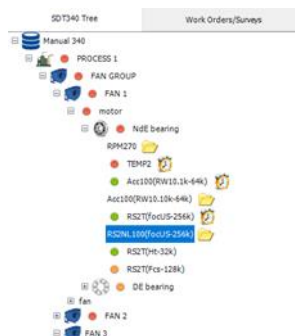 SDT340 Tree
Work Orders/Surveys
Manual 340
PROCESS 1
FAN GROUP
FAN 1
motor
NdE bearing
RPM270
TEMP2
Acc100(RW10.1k-64k)
Acc100(RW10.10k-64k)
RS2T(focUS-256k)
RS2NL100(focUS-256k)
RS2T(Ht-32k)
RS2T(Fcs-128k)
DE bearing
fan
FAN 2
FAN 3